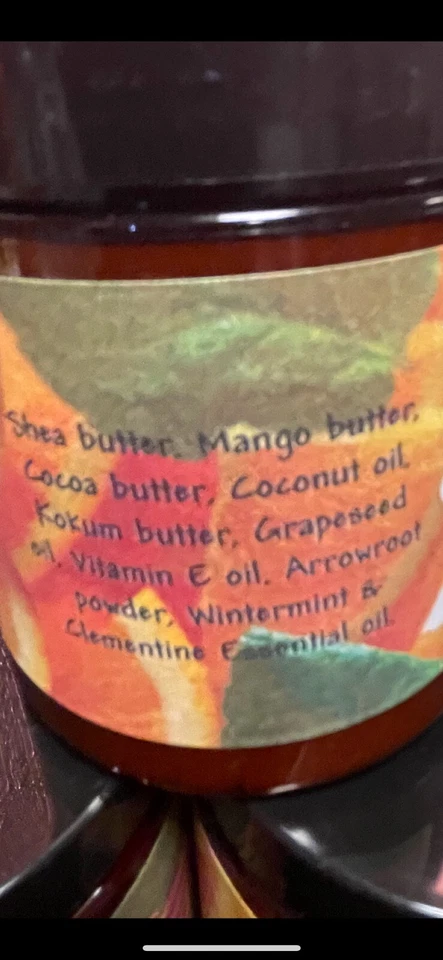 Shea butter, Mango butter,
Cocoa butter, Coconut oil,
Kokum butter, Grapeseed
oil, Vitamin E oil, Arrowroot
powder, Wintermint &
Clementine Essential oil.